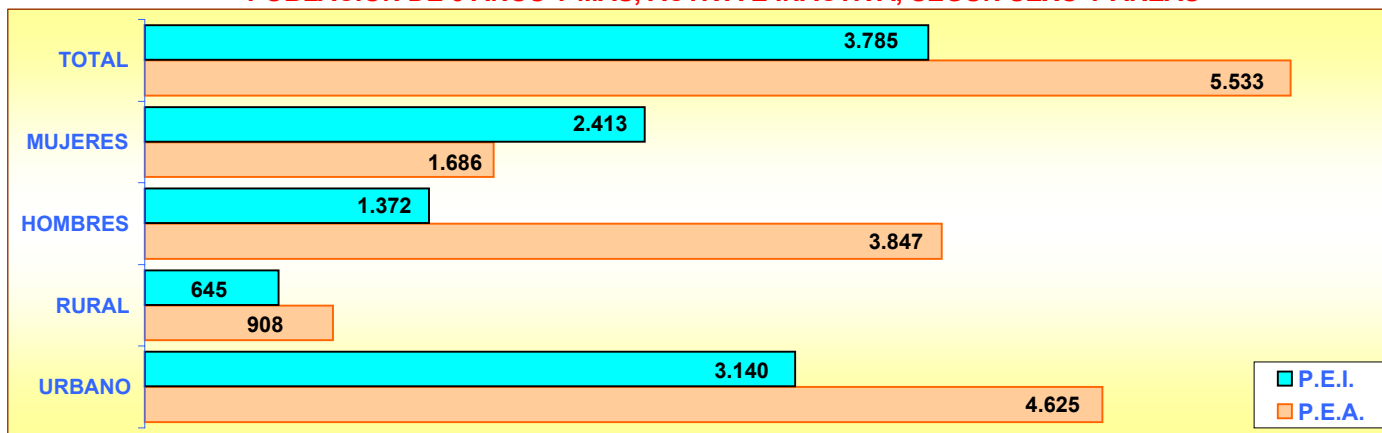 TOTAL
3.785
5.533
MUJERES
2.413
1.686
HOMBRES
1.372
3.847
RURAL
645
908
URBANO
3.140
4.625
P.E.I.
P.E.A.